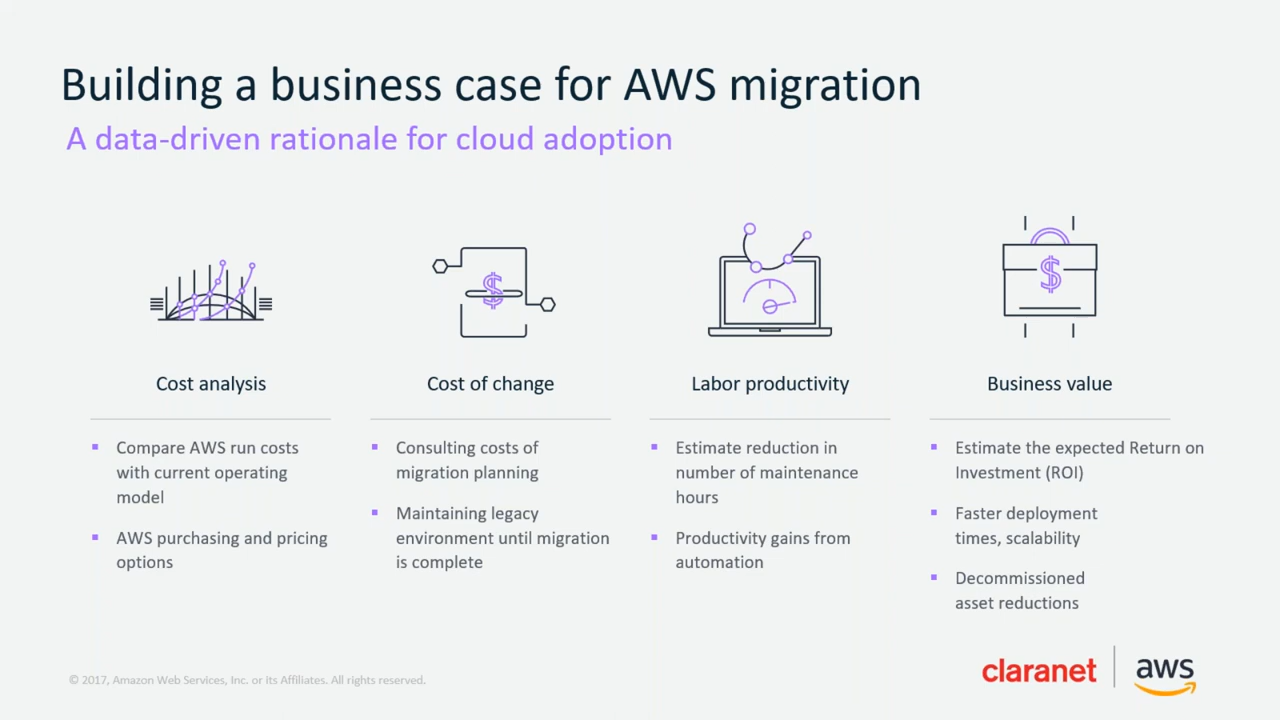 Building a business case for AWS migration
A data-driven rationale for cloud adoption
$
$
Cost analysis
▪ Compare AWS run costs
with current operating
model
▪ AWS purchasing and pricing
options
Cost of change
▪ Consulting costs of
migration planning
▪ Maintaining legacy
environment until migration
is complete
Labor productivity
▪ Estimate reduction in
number of maintenance
hours
▪ Productivity gains from
automation
Business value
▪ Estimate the expected Return on
Investment (ROI)
▪ Faster deployment
times, scalability
▪ Decommissioned
asset reductions
© 2017, Amazon Web Services, Inc. or its Affiliates. All rights reserved.
claranet
aws